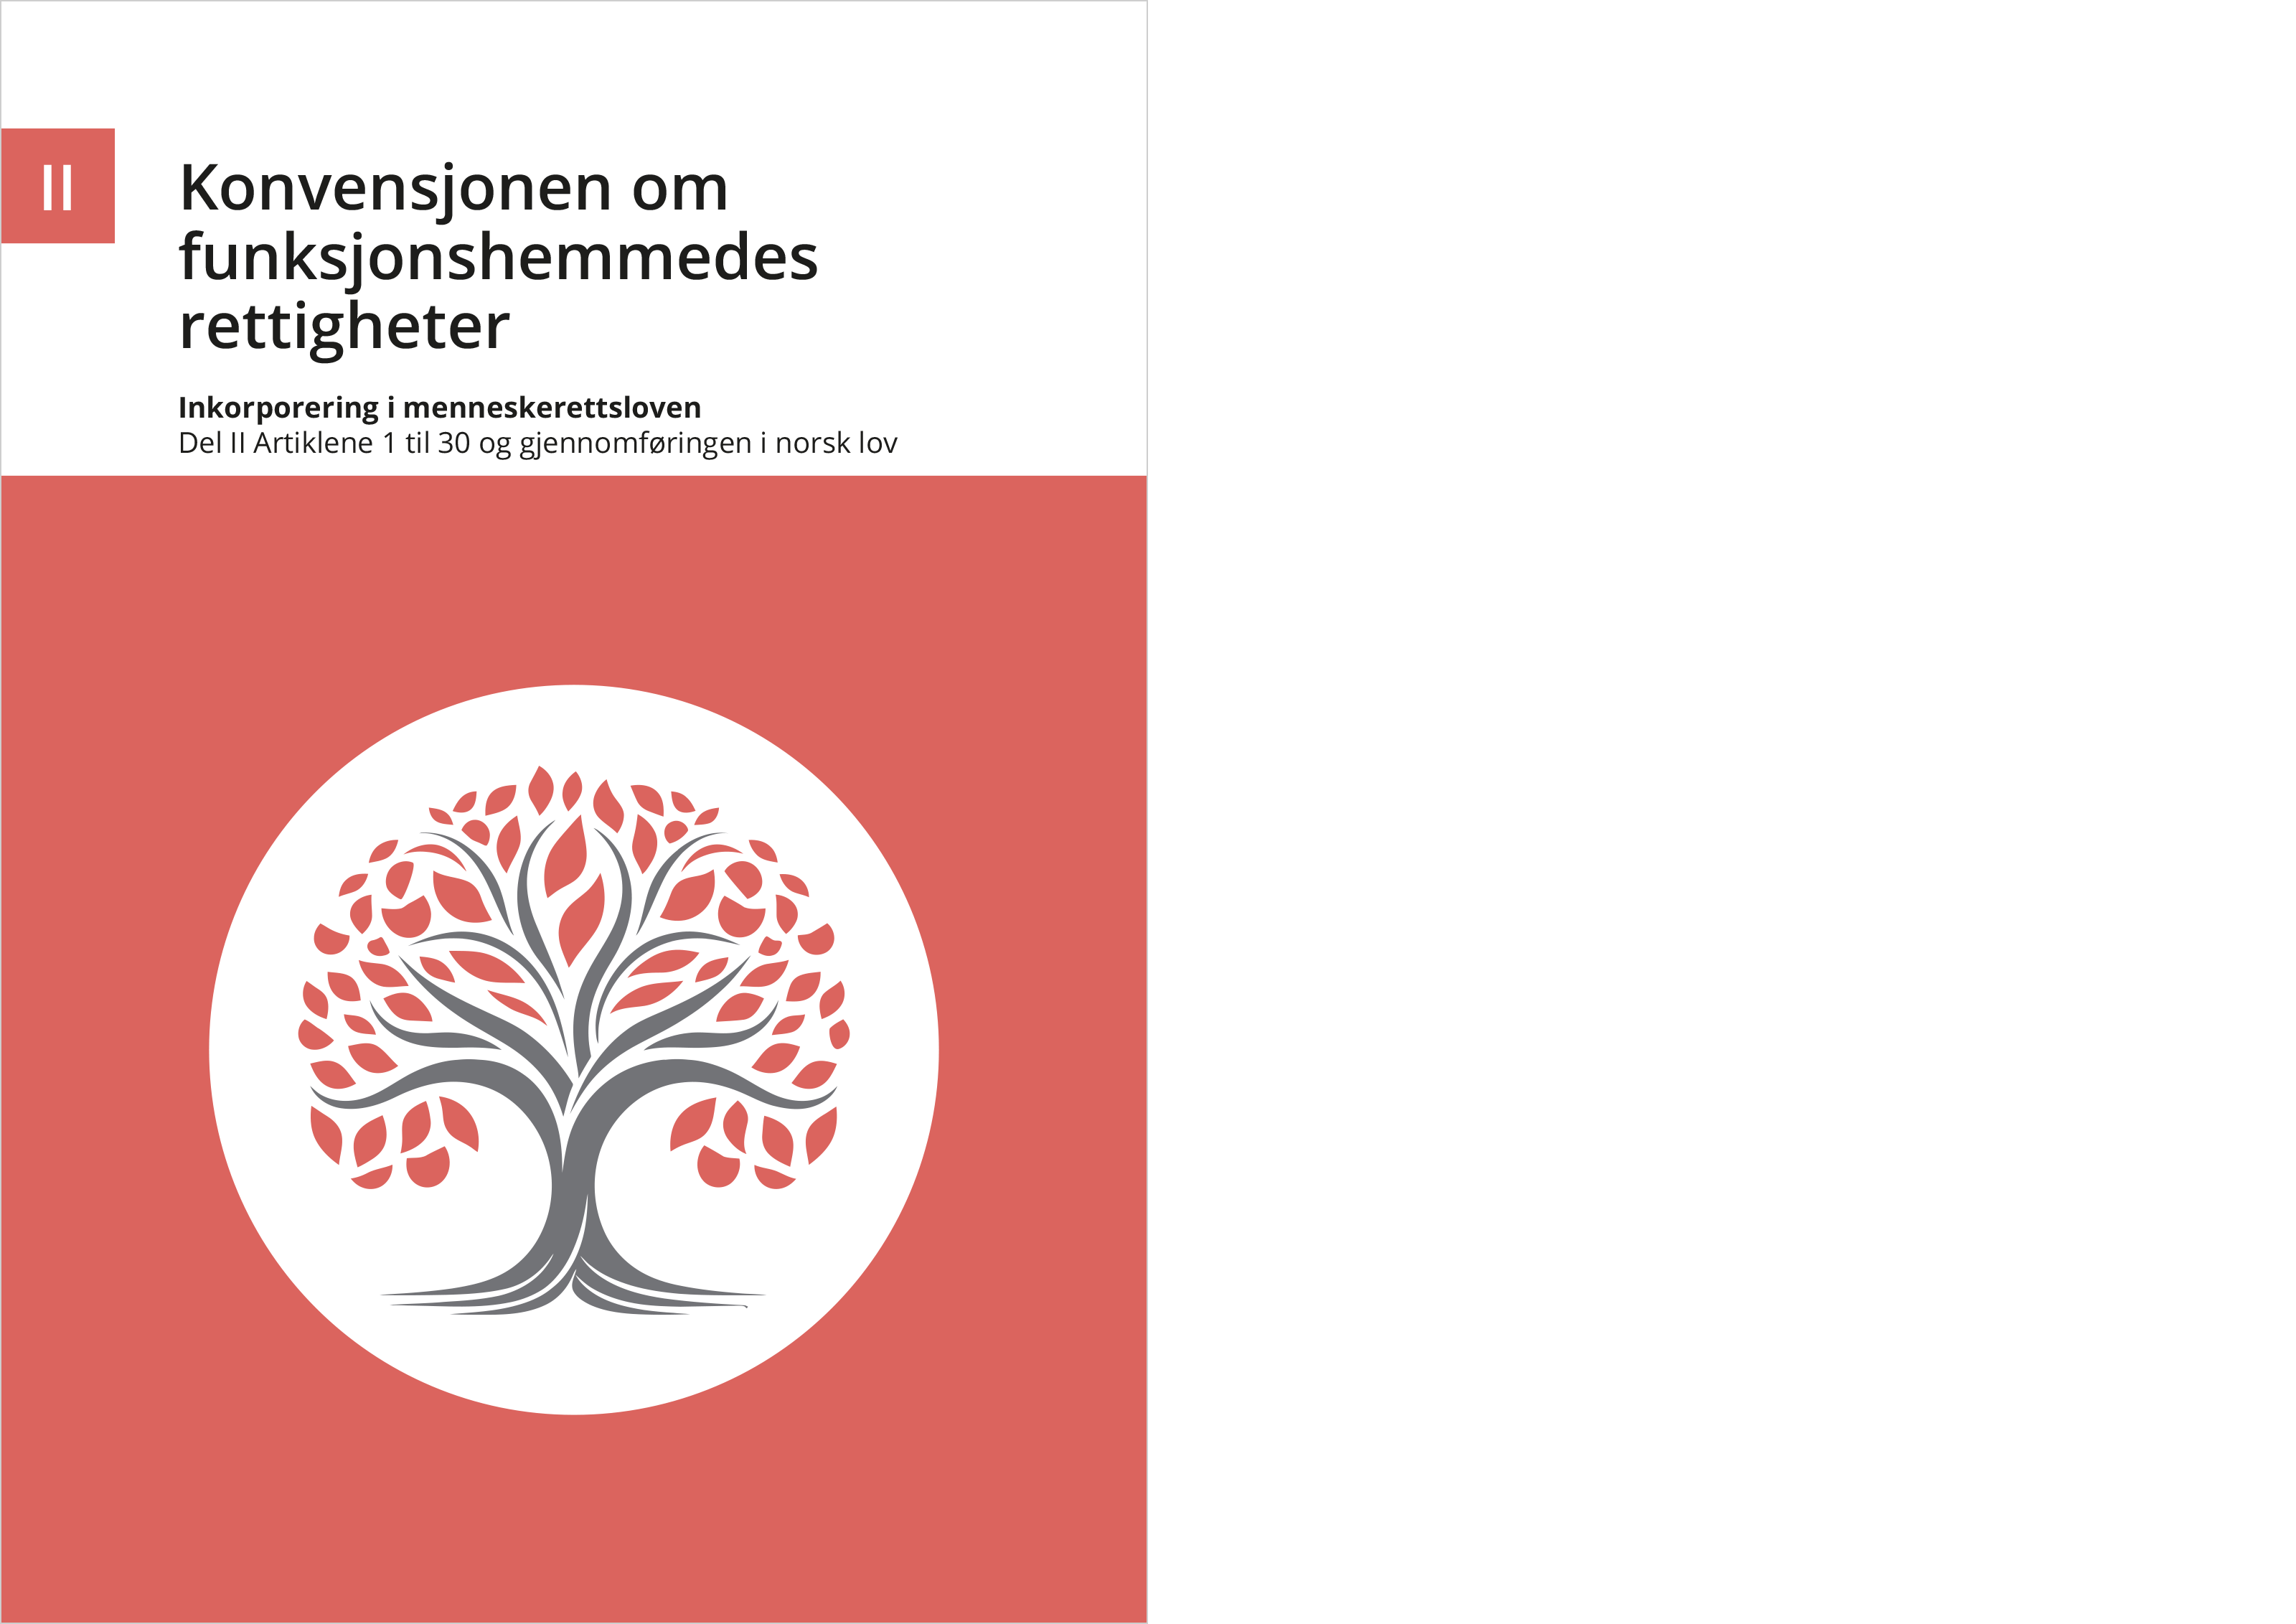 II
Konvensjonen om
funksjonshemmedes
rettigheter
Inkorporering i menneskerettsloven
Del II Artiklene 1 til 30 og gjennomføringen i norsk lov